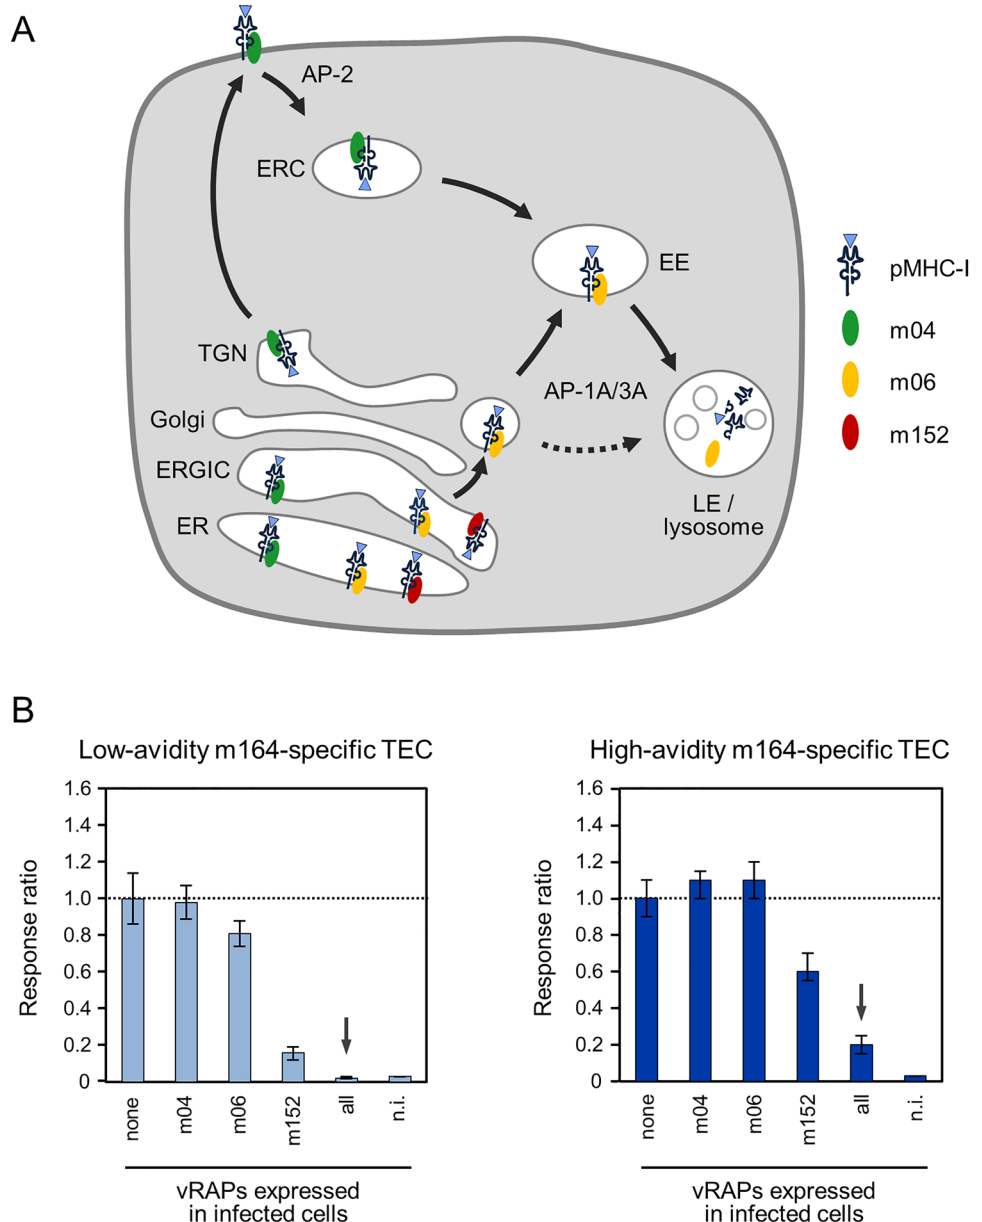 A
AP-2
ERC
EE
pMHC-I
m04
m06
m152
TGN
Golgi
AP-1A/3A
ERGIC
ER
LE /
lysosome
B
Low-avidity m164-specific TEC
1.6
1.4
1.2
1.0
0.8
0.6
0.4
0.2
0
Response ratio
none
m04
m06
m152
all
n.i.
vRAPs expressed
in infected cells
High-avidity m164-specific TEC
1.6
1.4
1.2
1.0
0.8
0.6
0.4
0.2
0
Response ratio
none
m04
m06
m152
all
n.i.
vRAPs expressed
in infected cells